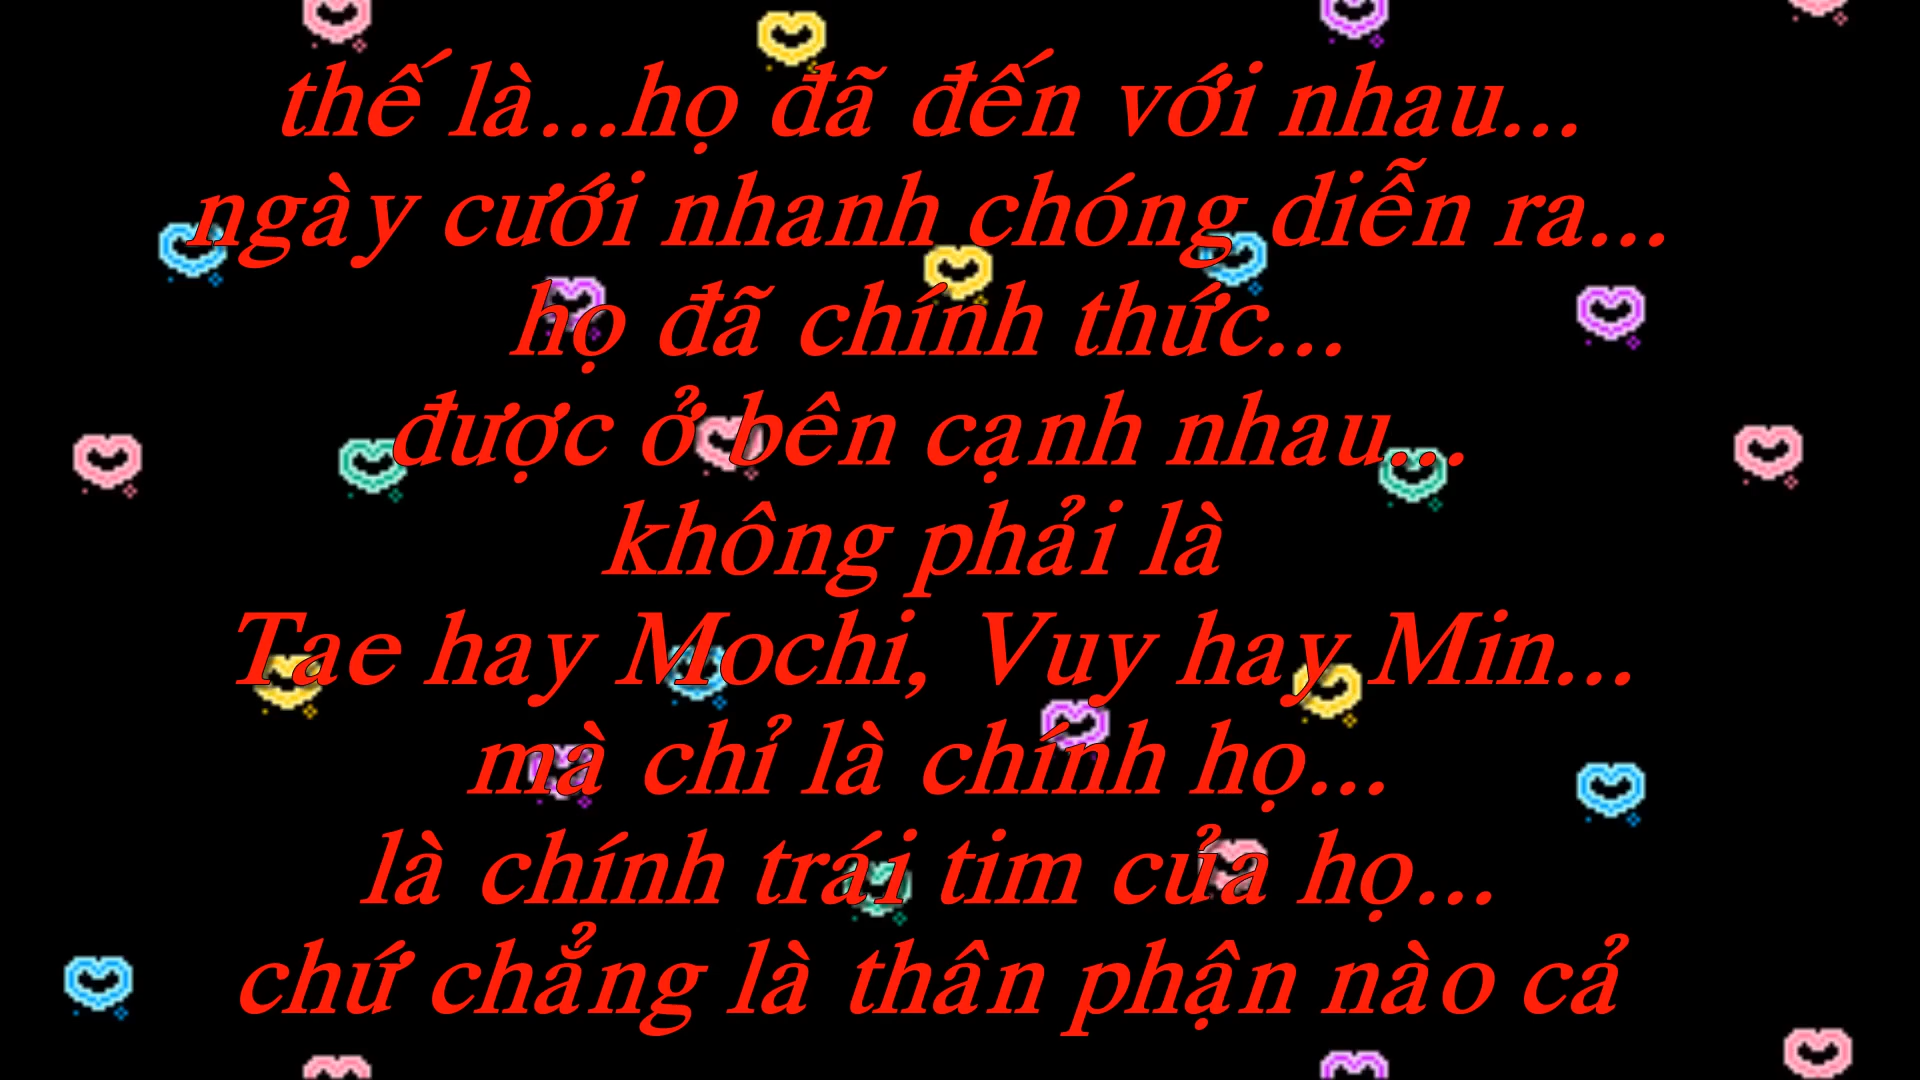 thế là...họ đã đến với nhau...
ngày cưới nhanh chóng diễn ra...
họ đã chính thức...
được ở bên cạnh nhau...
không phải là
Tae hay Mochi, Vuy hay Min...
mà chỉ là chính họ...
là chính trái tim của họ...
chứ chẳng là thân phận nào cả